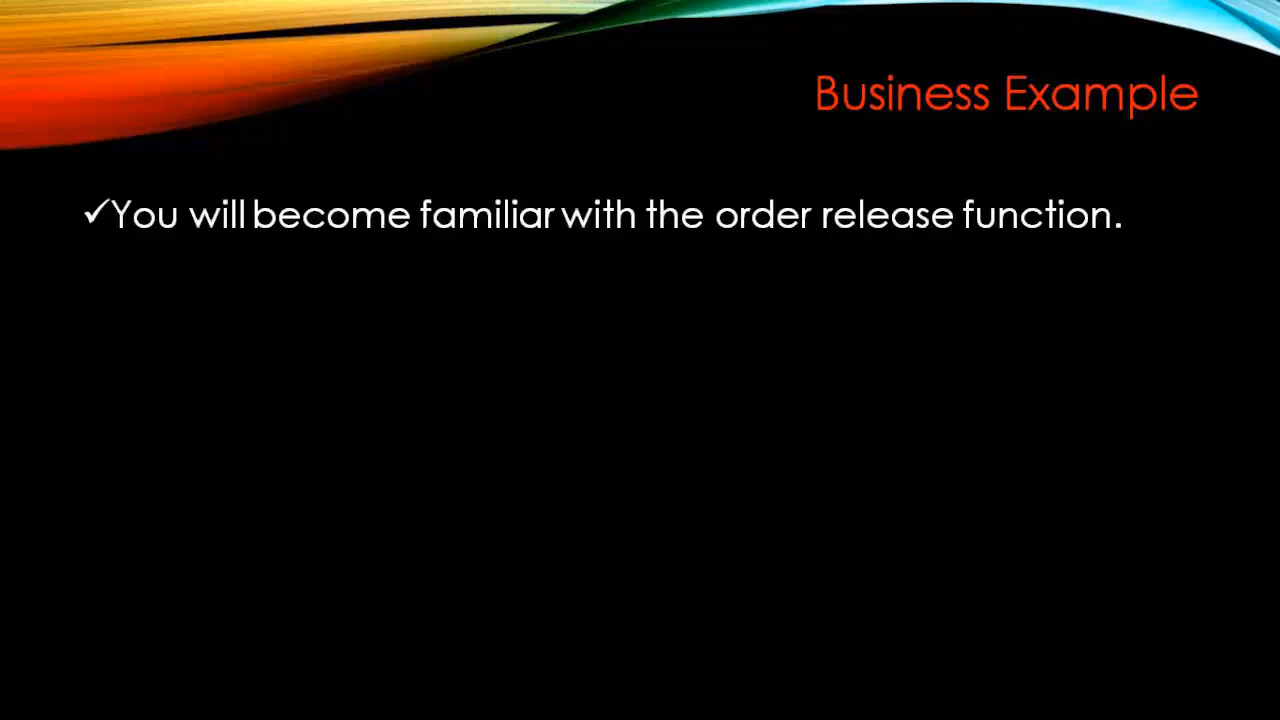 Business Example
✓You will become familiar with the order release function.